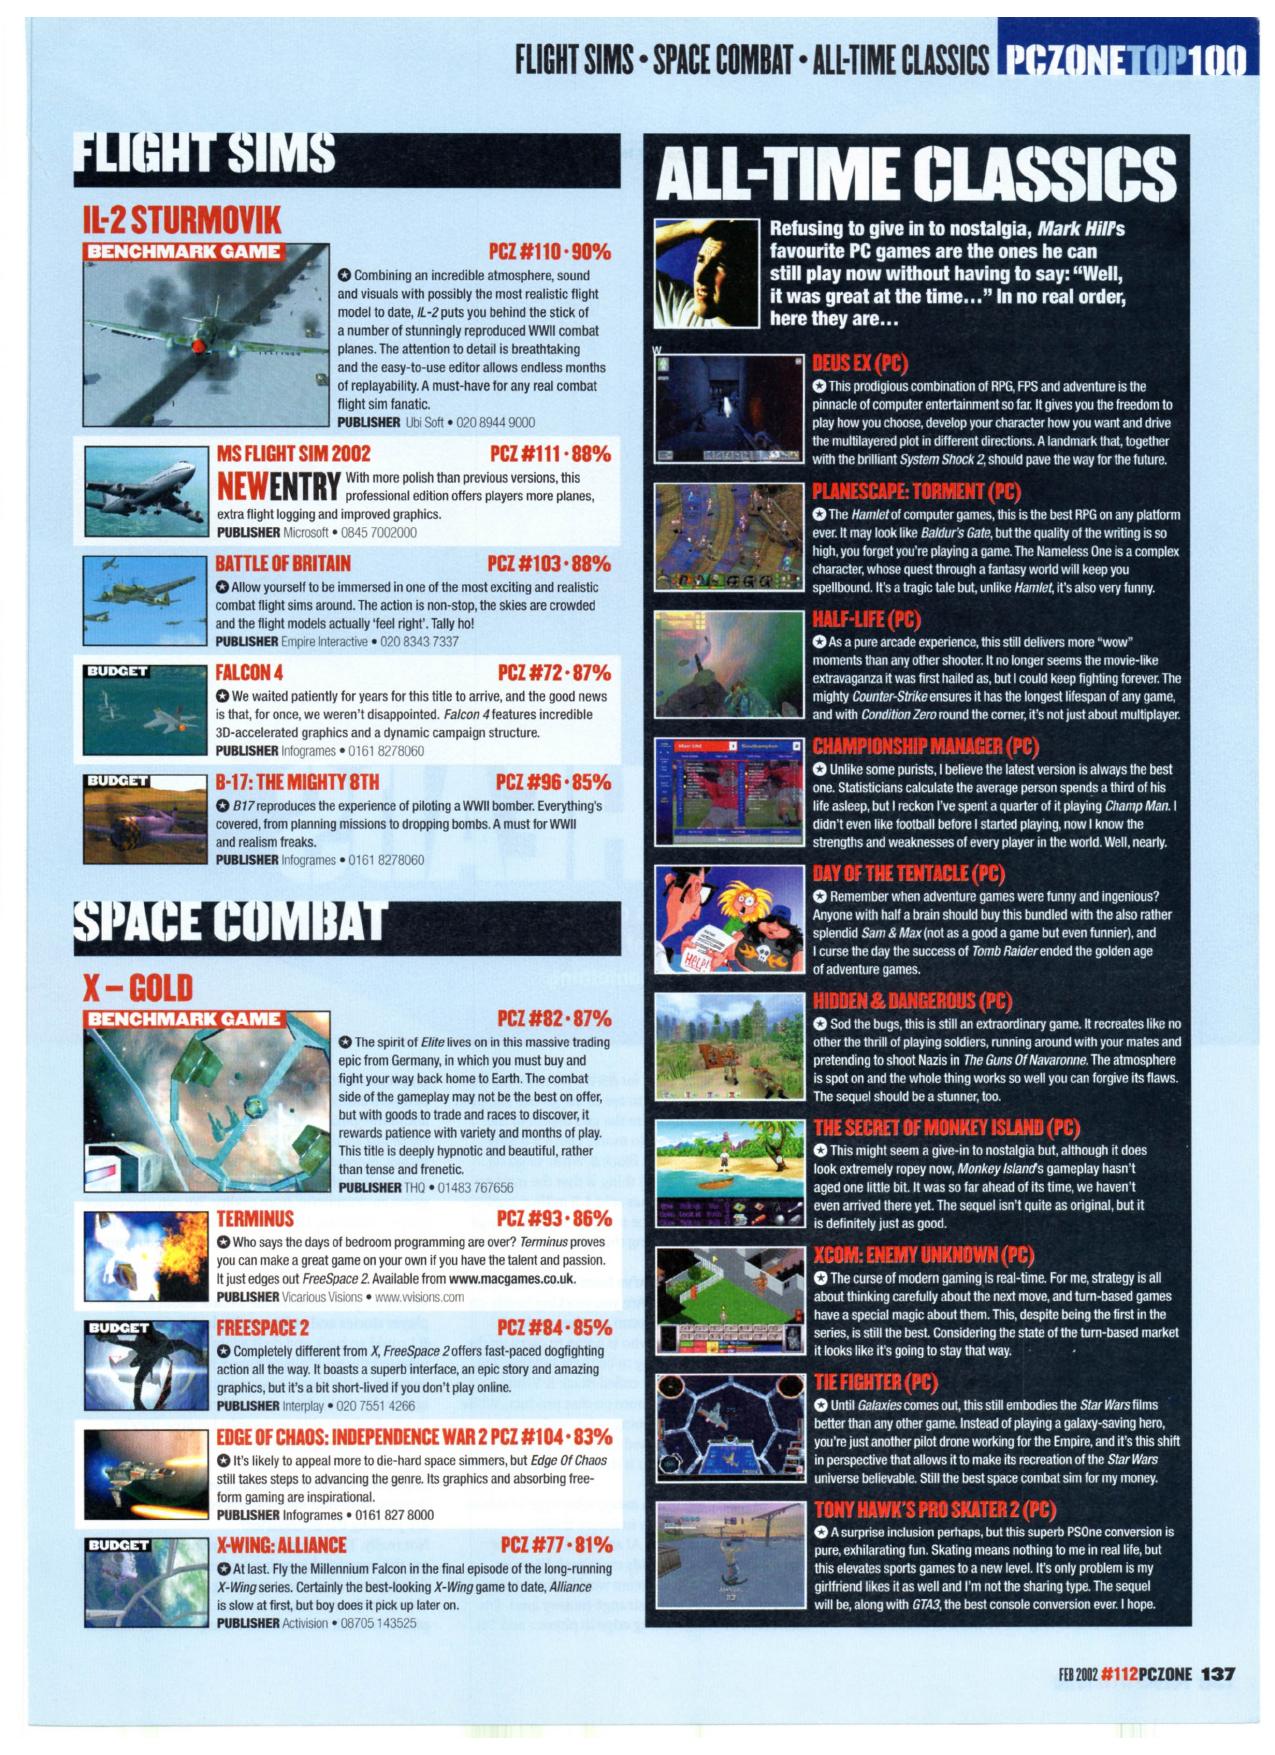 FLIGHT SIMS • SPACE COMBAT • ALL-TIME CLASSICS PCZONETOP100
FLIGHT SIMS
IL-2 STURMOVIK
BENCHMARK GAME
PCZ #110 • 90%
Combining an incredible atmosphere, sound
and visuals with possibly the most realistic flight
model to date, IL-2 puts you behind the stick of
a number of stunningly reproduced WWII combat
planes. The attention to detail is breathtaking
and the easy-to-use editor allows endless months
of replayability. A must-have for any real combat
flight sim fanatic.
PUBLISHER Ubi Soft • 020 8944 9000
MS FLIGHT SIM 2002 PCZ #111 • 88%
NEWENTRY With more polish than previous versions, this
professional edition offers players more planes,
extra flight logging and improved graphics.
PUBLISHER Microsoft • 0845 7002000
BATTLE OF BRITAIN PCZ #103 • 88%
Allow yourself to be immersed in one of the most exciting and realistic
combat flight sims around. The action is non-stop, the skies are crowded
and the flight models actually 'feel right'. Tally ho!
PUBLISHER Empire Interactive • 020 8343 7337
BUDGET
FALCON 4 PCZ #72 • 87%
We waited patiently for years for this title to arrive, and the good news
is that, for once, we weren't disappointed. Falcon 4 features incredible
3D-accelerated graphics and a dynamic campaign structure.
PUBLISHER Infogrames • 0161 8278060
BUDGET
B-17: THE MIGHTY 8TH PCZ #96 • 85%
B17 reproduces the experience of piloting a WWII bomber. Everything's
covered, from planning missions to dropping bombs. A must for WWII
and realism freaks.
PUBLISHER Infogrames • 0161 8278060
SPACE COMBAT
X – GOLD
BENCHMARK GAME
PCZ #82 • 87%
The spirit of Elite lives on in this massive trading
epic from Germany, in which you must buy and
fight your way back home to Earth. The combat
side of the gameplay may not be the best on offer,
but with goods to trade and races to discover, it
rewards patience with variety and months of play.
This title is deeply hypnotic and beautiful, rather
than tense and frenetic.
PUBLISHER THQ • 01483 767656
TERMINUS PCZ #93 • 86%
Who says the days of bedroom programming are over? Terminus proves
you can make a great game on your own if you have the talent and passion.
It just edges out FreeSpace 2. Available from www.macgames.co.uk.
PUBLISHER Vicarious Visions • www.vvisions.com
BUDGET
FREESPACE 2 PCZ #84 • 85%
Completely different from X, FreeSpace 2 offers fast-paced dogfighting
action all the way. It boasts a superb interface, an epic story and amazing
graphics, but it's a bit short-lived if you don't play online.
PUBLISHER Interplay • 020 7551 4266
EDGE OF CHAOS: INDEPENDENCE WAR 2 PCZ #104 • 83%
It's likely to appeal more to die-hard space simmers, but Edge Of Chaos
still takes steps to advancing the genre. Its graphics and absorbing free-
form gaming are inspirational.
PUBLISHER Infogrames • 0161 827 8000
BUDGET
X-WING: ALLIANCE PCZ #77 • 81%
At last. Fly the Millennium Falcon in the final episode of the long-running
X-Wing series. Certainly the best-looking X-Wing game to date, Alliance
is slow at first, but boy does it pick up later on.
PUBLISHER Activision • 08705 143525
ALL-TIME CLASSICS
Refusing to give in to nostalgia, Mark Hill's
favourite PC games are the ones he can
still play now without having to say: "Well,
it was great at the time..." In no real order,
here they are...
W
DEUS EX (PC)
This prodigious combination of RPG, FPS and adventure is the
pinnacle of computer entertainment so far. It gives you the freedom to
play how you choose, develop your character how you want and drive
the multilayered plot in different directions. A landmark that, together
with the brilliant System Shock 2, should pave the way for the future.
PLANESCAPE: TORMENT (PC)
The Hamlet of computer games, this is the best RPG on any platform
ever. It may look like Baldur's Gate, but the quality of the writing is so
high, you forget you're playing a game. The Nameless One is a complex
character, whose quest through a fantasy world will keep you
spellbound. It's a tragic tale but, unlike Hamlet, it's also very funny.
HALF-LIFE (PC)
As a pure arcade experience, this still delivers more "wow"
moments than any other shooter. It no longer seems the movie-like
extravaganza it was first hailed as, but I could keep fighting forever. The
mighty Counter-Strike ensures it has the longest lifespan of any game,
and with Condition Zero round the corner, it's not just about multiplayer.
CHAMPIONSHIP MANAGER (PC)
Unlike some purists, I believe the latest version is always the best
one. Statisticians calculate the average person spends a third of his
life asleep, but I reckon I've spent a quarter of it playing Champ Man. I
didn't even like football before I started playing, now I know the
strengths and weaknesses of every player in the world. Well, nearly.
DAY OF THE TENTACLE (PC)
HELP!
Remember when adventure games were funny and ingenious?
Anyone with half a brain should buy this bundled with the also rather
splendid Sam & Max (not as a good a game but even funnier), and
I curse the day the success of Tomb Raider ended the golden age
of adventure games.
HIDDEN & DANGEROUS (PC)
Sod the bugs, this is still an extraordinary game. It recreates like no
other the thrill of playing soldiers, running around with your mates and
pretending to shoot Nazis in The Guns Of Navaronne. The atmosphere
is spot on and the whole thing works so well you can forgive its flaws.
The sequel should be a stunner, too.
THE SECRET OF MONKEY ISLAND (PC)
This might seem a give-in to nostalgia but, although it does
look extremely ropey now, Monkey Island's gameplay hasn't
aged one little bit. It was so far ahead of its time, we haven't
even arrived there yet. The sequel isn't quite as original, but it
is definitely just as good.
XCOM: ENEMY UNKNOWN (PC)
The curse of modern gaming is real-time. For me, strategy is all
about thinking carefully about the next move, and turn-based games
have a special magic about them. This, despite being the first in the
series, is still the best. Considering the state of the turn-based market
it looks like it's going to stay that way.
TIE FIGHTER (PC)
Until Galaxies comes out, this still embodies the Star Wars films
better than any other game. Instead of playing a galaxy-saving hero,
you're just another pilot drone working for the Empire, and it's this shift
in perspective that allows it to make its recreation of the Star Wars
universe believable. Still the best space combat sim for my money.
TONY HAWK'S PRO SKATER 2 (PC)
A surprise inclusion perhaps, but this superb PSOne conversion is
pure, exhilarating fun. Skating means nothing to me in real life, but
this elevates sports games to a new level. It's only problem is my
girlfriend likes it as well and I'm not the sharing type. The sequel
will be, along with GTA3, the best console conversion ever. I hope.
FEB 2002 #112PCZONE 137